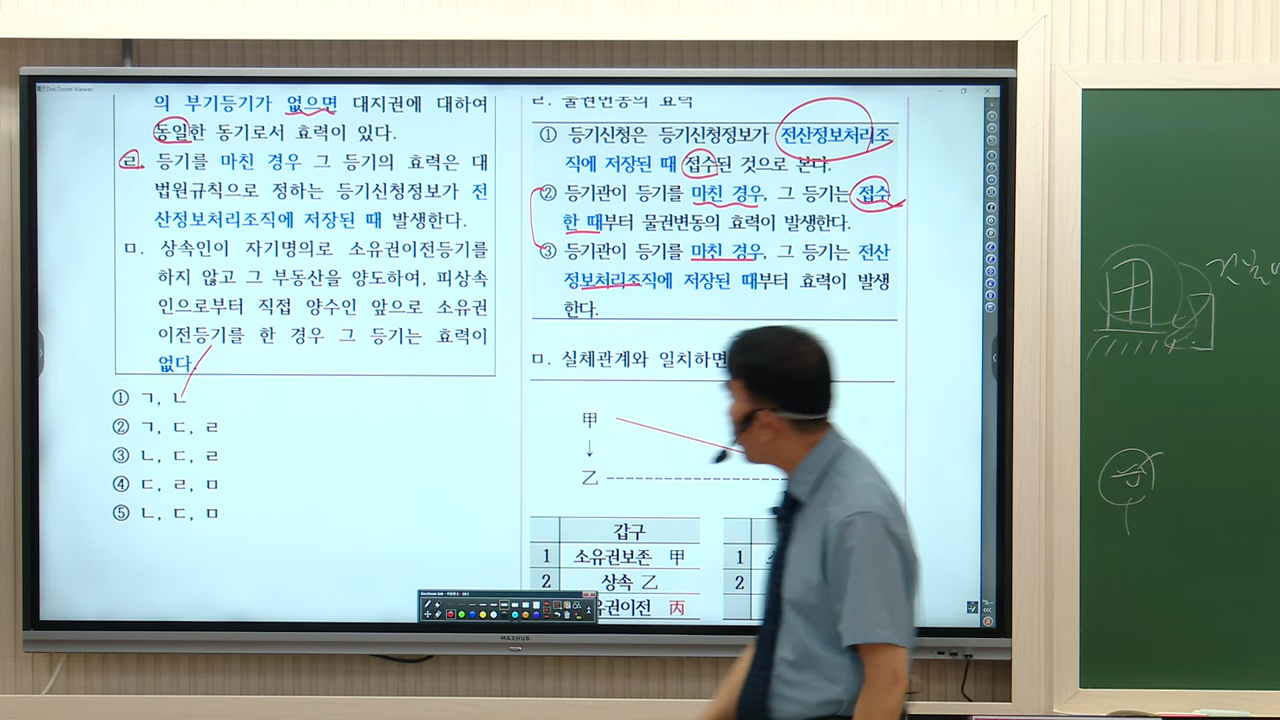 DocZoom Viewer
의 부기등기가 없으면 대지권에 대하여
동일한 등기로서 효력이 있다.
ㄹ. 등기를 마친 경우 그 등기의 효력은 대
법원규칙으로 정하는 등기신청정보가 전
산정보처리조직에 저장된 때 발생한다.
ㅁ. 상속인이 자기명의로 소유권이전등기를
하지 않고 그 부동산을 양도하여, 피상속
인으로부터 직접 양수인 앞으로 소유권
이전등기를 한 경우 그 등기는 효력이
없다.
① ㄱ, ㄴ
② ㄱ, ㄷ, ㄹ
③ ㄴ, ㄷ, ㄹ
④ ㄷ, ㄹ, ㅁ
⑤ ㄴ, ㄷ, ㅁ
ㄹ. 물권변동의 효력
① 등기신청은 등기신청정보가 전산정보처리조
직에 저장된 때 접수된 것으로 본다.
② 등기관이 등기를 마친 경우, 그 등기는 접수
한 때부터 물권변동의 효력이 발생한다.
③ 등기관이 등기를 마친 경우, 그 등기는 전산
정보처리조직에 저장된 때부터 효력이 발생
한다.
ㅁ. 실체관계와 일치하면
甲
↓
乙
갑구
1 소유권보존 甲
2 상속 乙
유권이전 丙
1
2
MAXHUB